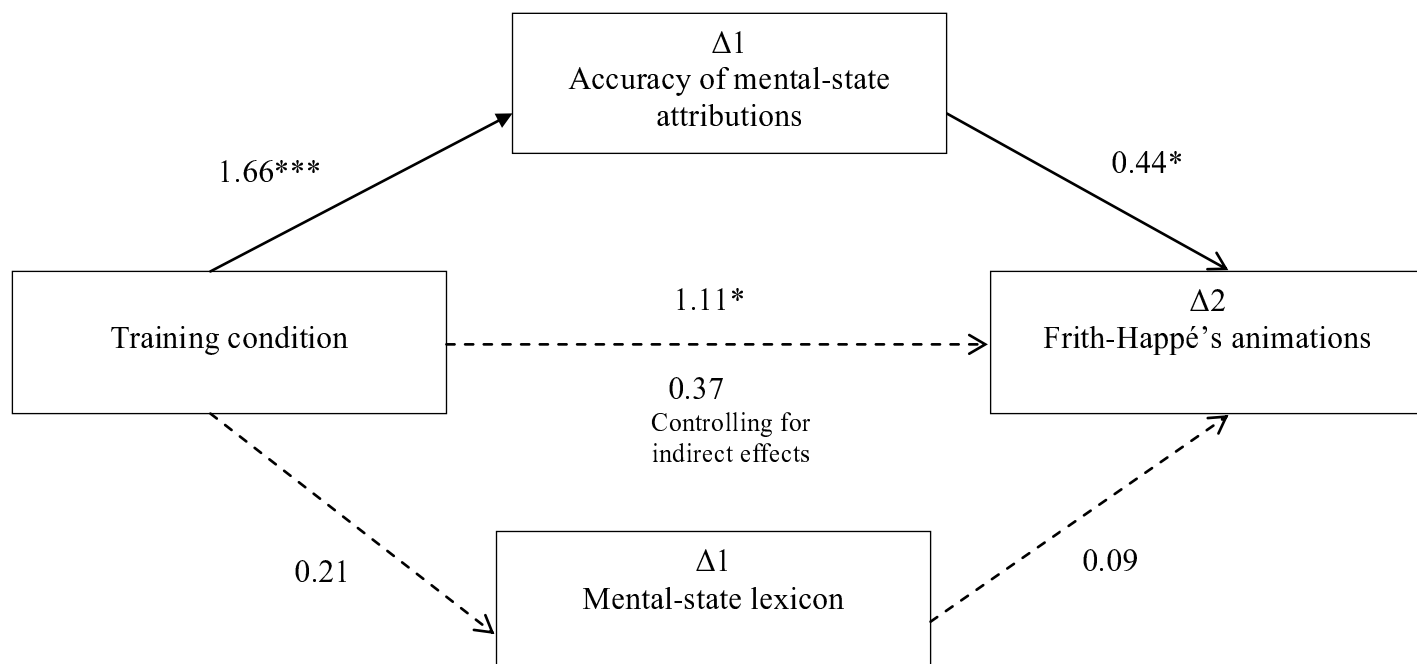 Δ1
Accuracy of mental-state
attributions
1.66***
0.44*
Training condition
1.11*
0.37
Controlling for
indirect effects
Δ2
Frith-Happé’s animations
0.21
Δ1
Mental-state lexicon
0.09